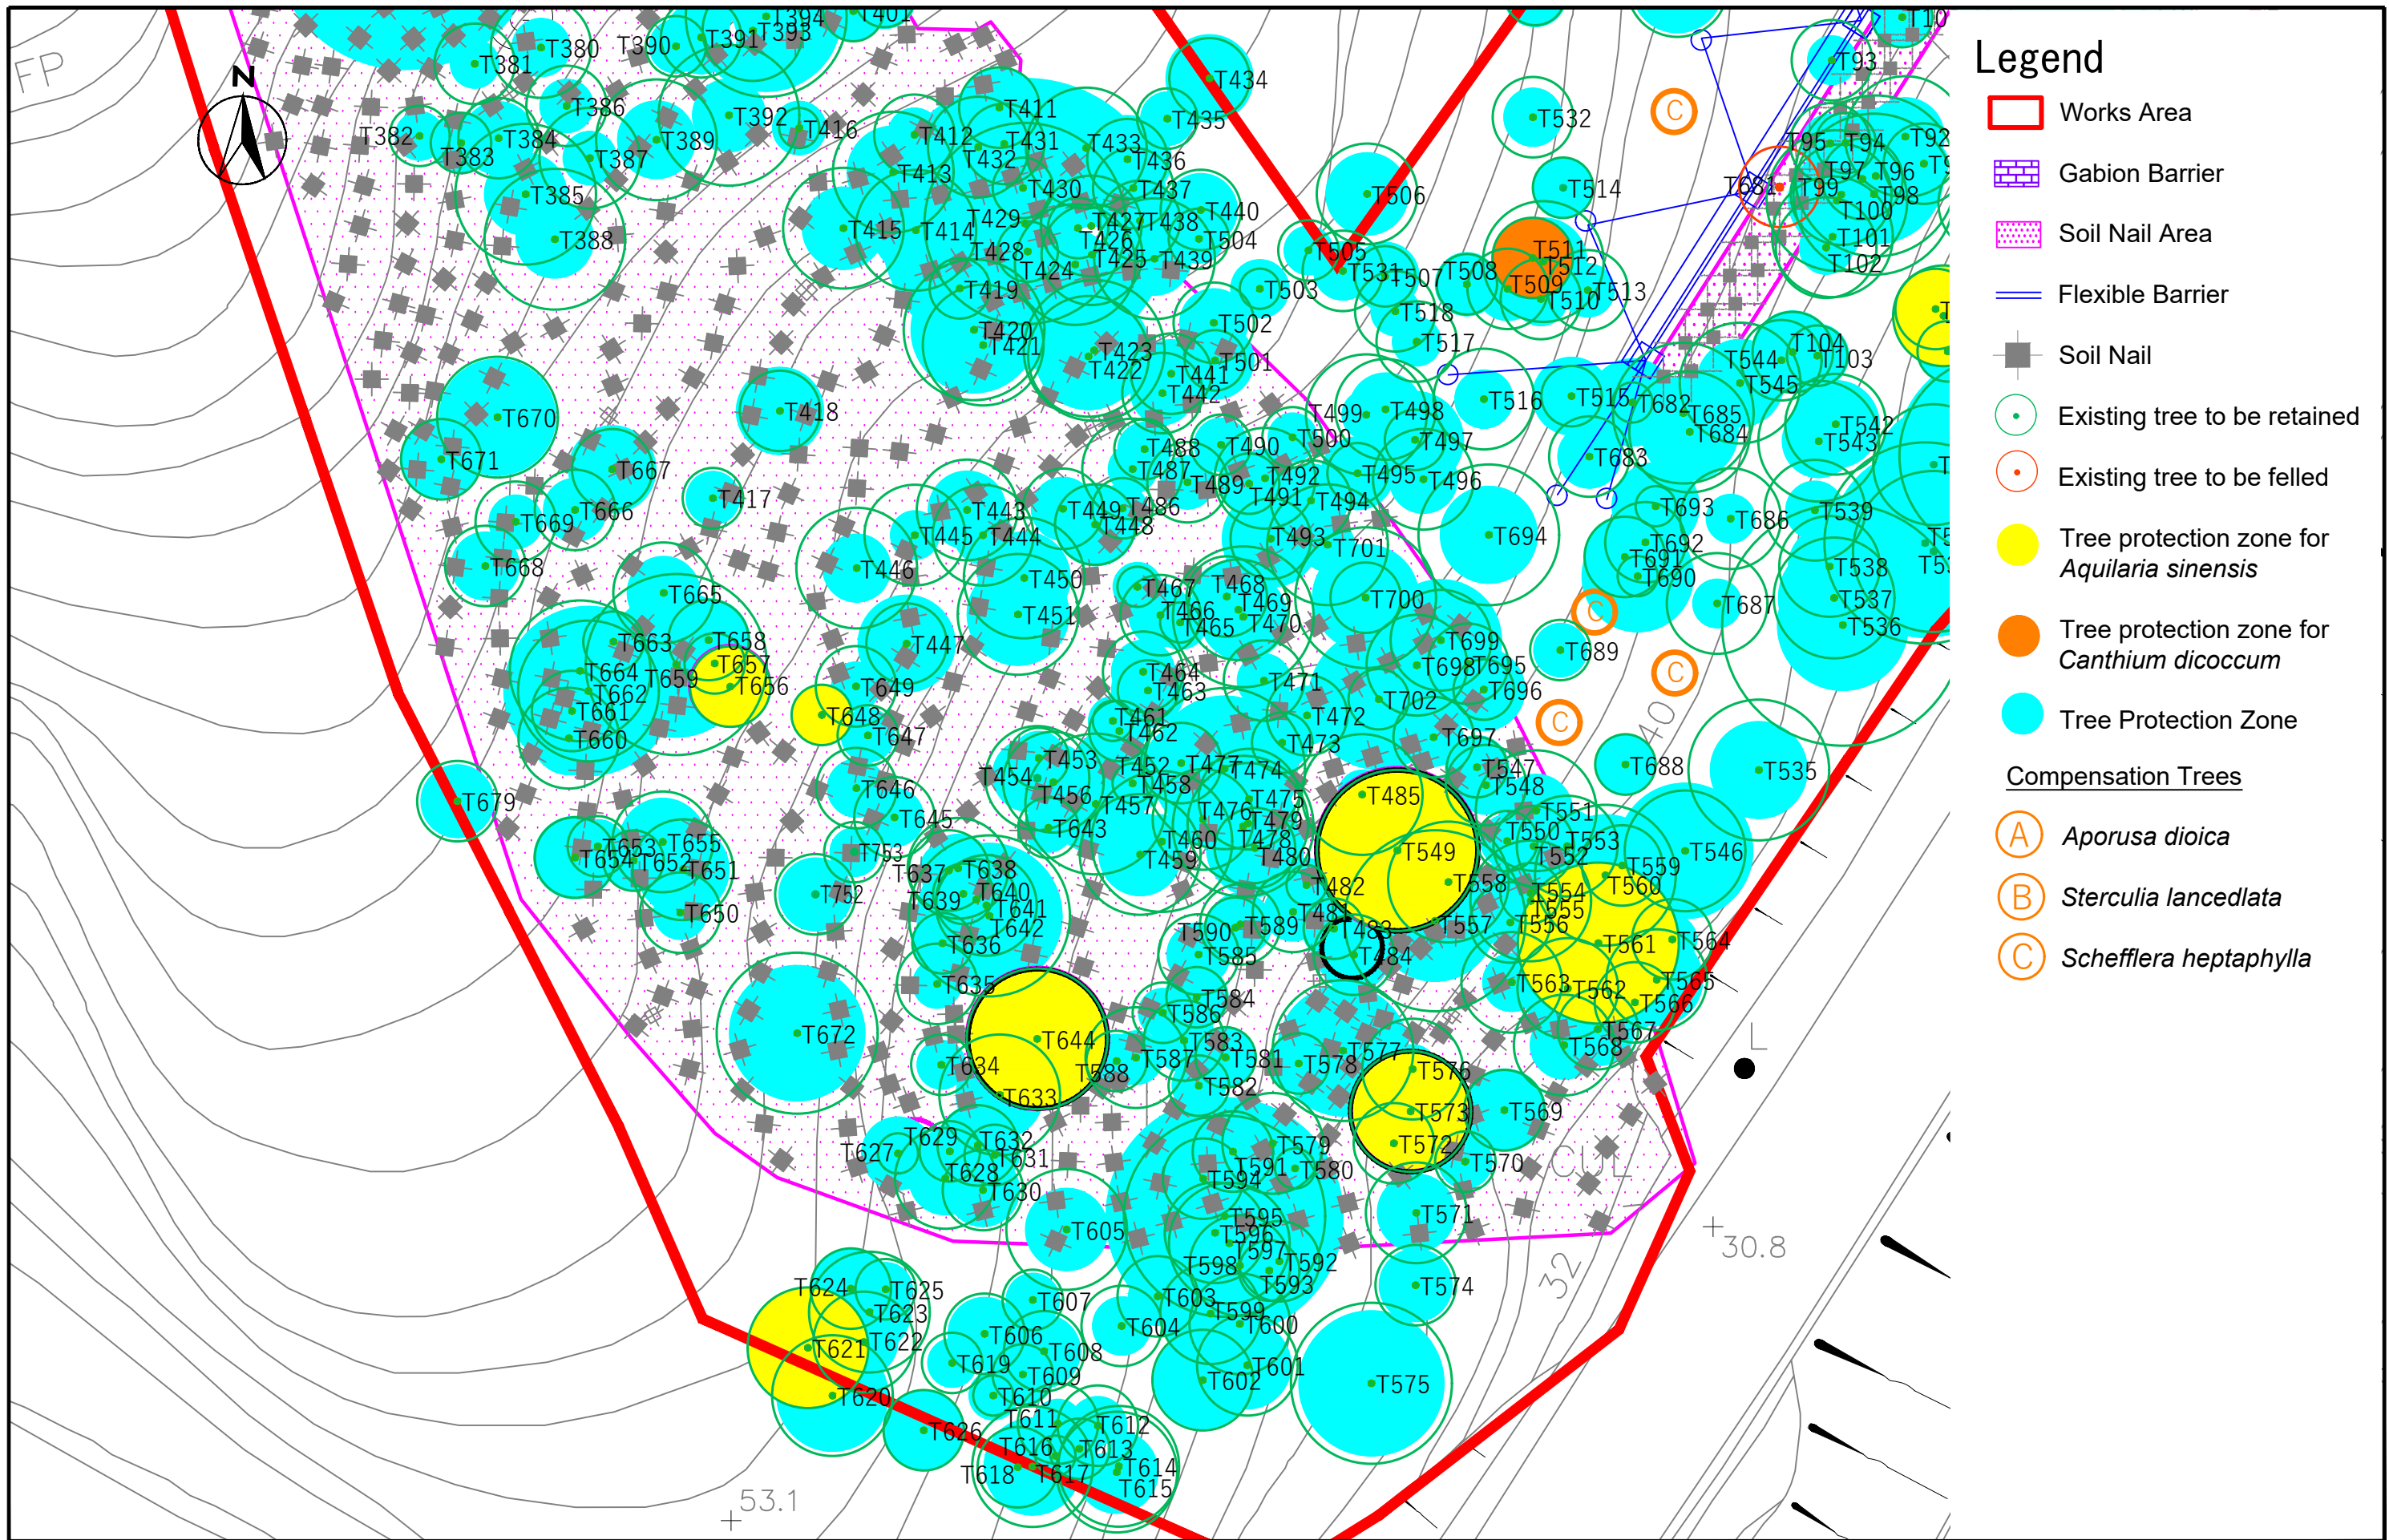 FP
N
T380
T381
T390
T391
T394
T393
T401
T386
T382
T383
T384
T387
T389
T392
T416
T385
T388
T411
T412
T431
T432
T413
T430
T433
T436
T434
T435
T437
T429
T427
T438
T440
T415
T414
T426
T504
T428
T424
T425
T439
T419
T503
T420
T421
T423
T422
T502
T501
T441
T442
T505
T531
T506
T507
T508
T518
T517
T532
T514
T511
T512
T509
T510
T513
T93
T10
T95
T94
T92
T681
T97
T96
T99
T98
T100
T101
T102
T544
T104
T103
T545
T516
T515
T682
T685
T684
T542
T543
T683
T670
T671
T418
T667
T417
T666
T669
T668
T665
T499
T498
T500
T497
T488
T490
T487
T489
T492
T491
T495
T496
T494
T443
T449
T486
T448
T445
T444
T493
T701
T694
T693
T686
T539
T692
T691
T690
T538
T537
T536
T687
T446
T450
T451
T467
T468
T469
T466
T465
T470
T700
T447
T699
T698
T695
T696
T689
T663
T658
T657
T664
T659
T656
T662
T661
T660
T649
T648
T647
T464
T463
T471
T702
T472
T461
T462
T473
T697
T688
40
T535
T679
T646
T645
T453
T454
T452
T456
T458
T457
T477
T474
T475
T476
T479
T478
T480
T643
T460
T459
T485
T547
T548
T549
T551
T550
T553
T552
T559
T546
T558
T560
T554
T555
T556
T557
T561
T564
T565
T563
T562
T566
T567
T568
T653
T655
T654
T652
T651
T650
T753
T752
T637
T638
T639
T640
T641
T642
T636
T635
T482
T481
T483
T484
T590
T589
T585
T584
T586
T583
T587
T581
T588
T582
T672
T644
T634
T633
T577
T578
T576
T573
T572
T569
T570
T571
T574
T575
CUL
L
30.8
32
T627
T629
T632
T631
T628
T630
T605
T579
T591
T580
T594
T595
T596
T597
T598
T592
T593
T603
T599
T600
T604
T601
T602
T624
T625
T623
T622
T621
T620
T607
T606
T608
T619
T609
T610
T611
T612
T626
T616
T613
T618
T617
T614
T615
53.1
C
C
C
C
Legend
Works Area
Gabion Barrier
Soil Nail Area
Flexible Barrier
Soil Nail
Existing tree to be retained
Existing tree to be felled
Tree protection zone for
Aquilaria sinensis
Tree protection zone for
Canthium dicoccum
Tree Protection Zone
Compensation Trees
A Aporusa dioica
B Sterculia lancedlata
C Schefflera heptaphylla